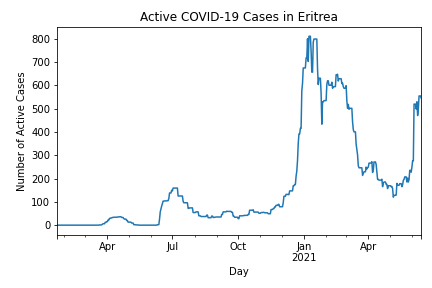 Active COVID-19 Cases in Eritrea
Number of Active Cases
800
700
600
500
400
300
200
100
0
Apr
Jul
Oct
Jan
2021
Apr
Day